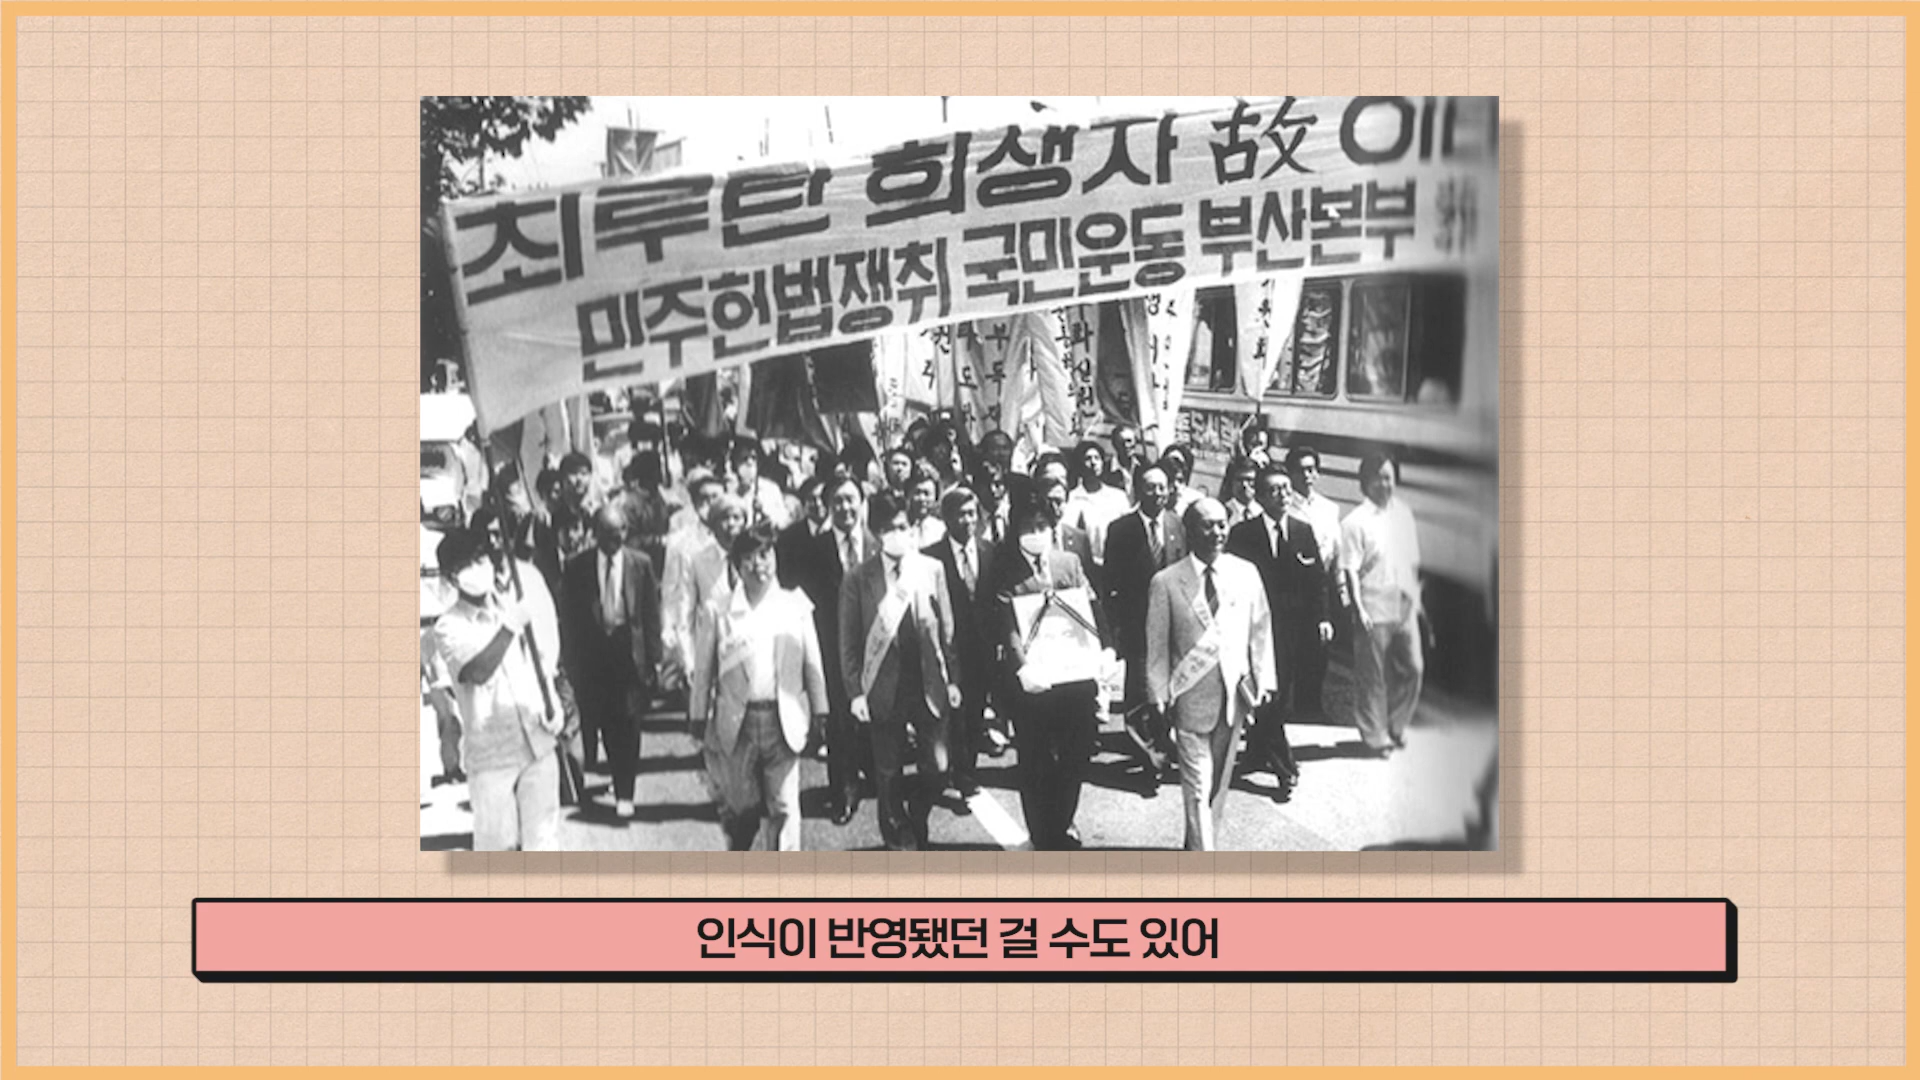 최루탄 희생자 故 이
민주헌법쟁취 국민운동 부산본부
인식이 반영됐던 걸 수도 있어